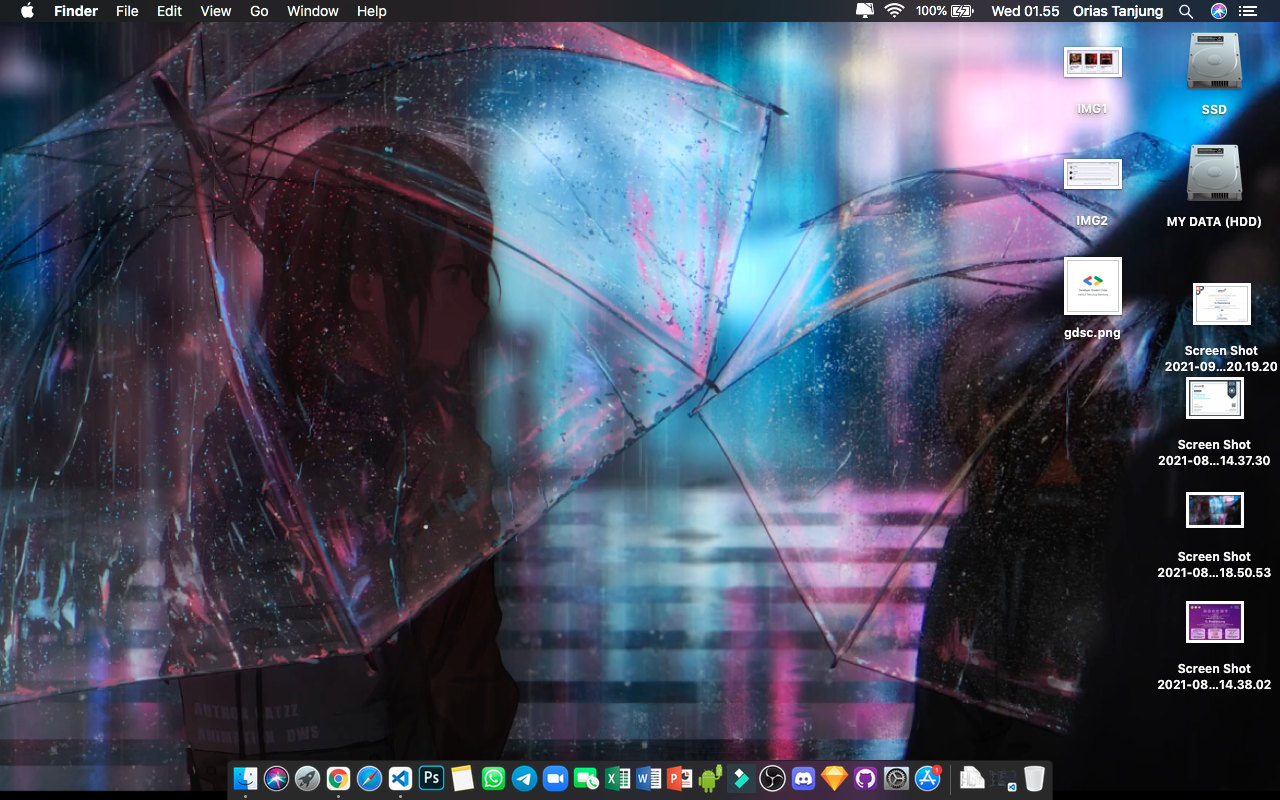 Finder File Edit View Go Window Help 100% Wed 01.55 Orias Tanjung
IMG1
SSD
IMG2
MY DATA (HDD)
gdsc.png
Screen Shot
2021-09...20.19.20
Screen Shot
2021-08...14.37.30
Screen Shot
2021-08...18.50.53
Screen Shot
2021-08...14.38.02
Ps